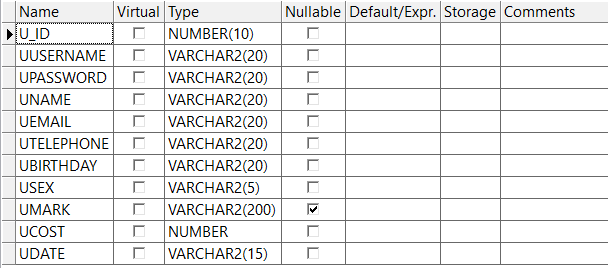 Name Virtual Type Nullable Default/Expr. Storage Comments
U_ID NUMBER(10)
UUSERNAME VARCHAR2(20)
UPASSWORD VARCHAR2(20)
UNAME VARCHAR2(20)
UEMAIL VARCHAR2(20)
UTELEPHONE VARCHAR2(20)
UBIRTHDAY VARCHAR2(20)
USEX VARCHAR2(5)
UMARK VARCHAR2(200)
UCOST NUMBER
UDATE VARCHAR2(15)